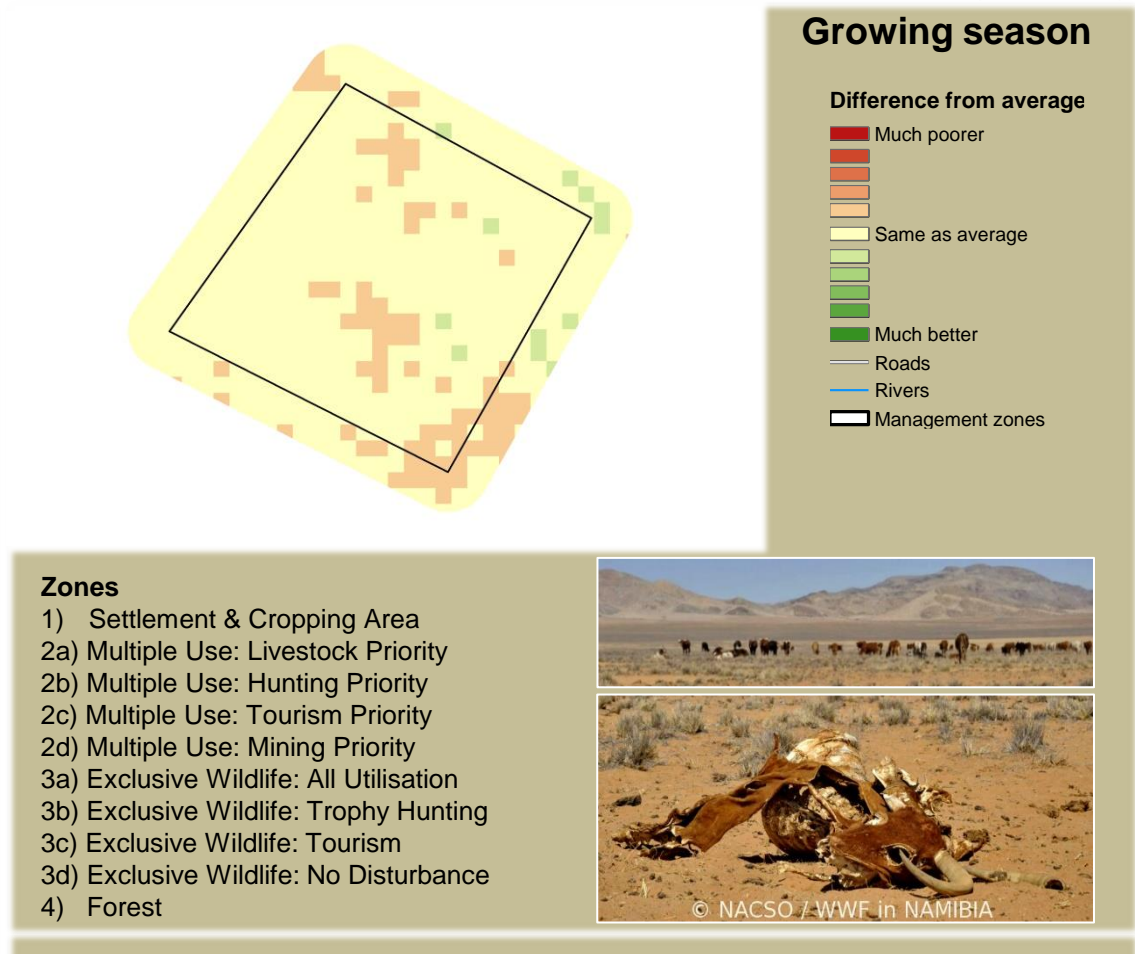 Growing season
Difference from average
Much poorer
Same as average
Much better
Roads
Rivers
Management zones
Zones
1) Settlement & Cropping Area
2a) Multiple Use: Livestock Priority
2b) Multiple Use: Hunting Priority
2c) Multiple Use: Tourism Priority
2d) Multiple Use: Mining Priority
3a) Exclusive Wildlife: All Utilisation
3b) Exclusive Wildlife: Trophy Hunting
3c) Exclusive Wildlife: Tourism
3d) Exclusive Wildlife: No Disturbance
4) Forest
© NACSO / WWF in NAMIBIA